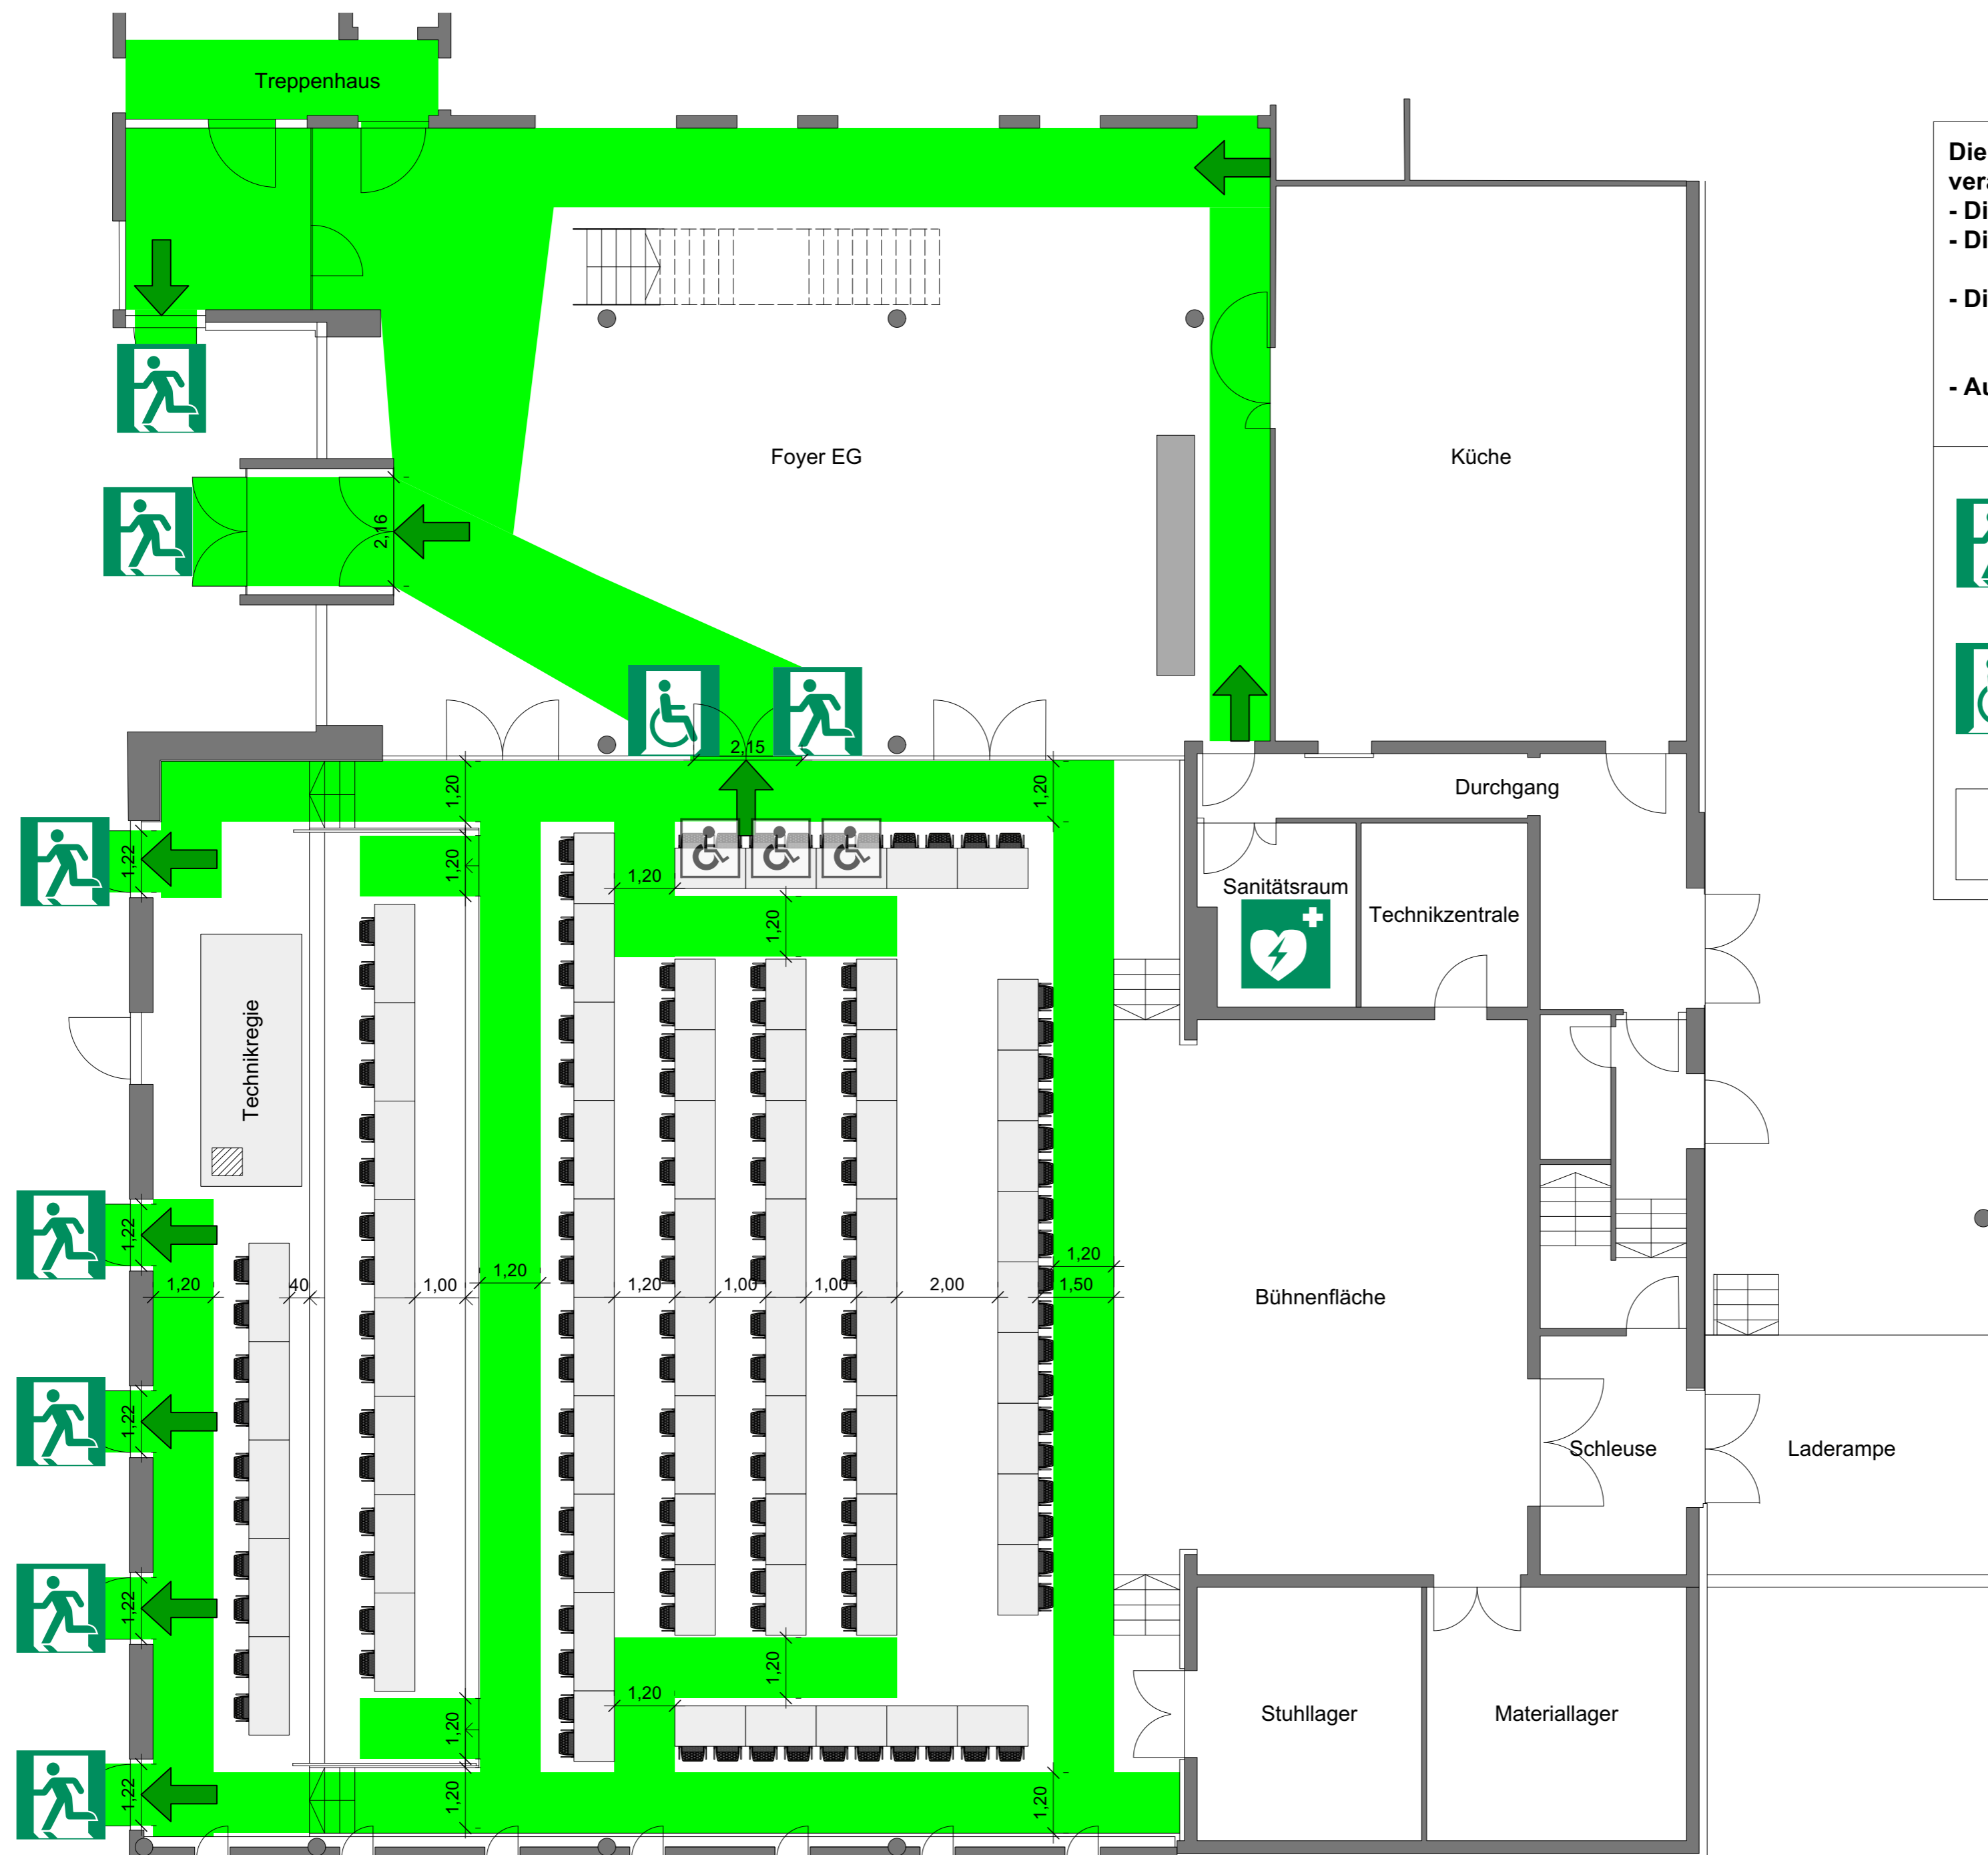 Treppenhaus
Die
- Di
- Di
- Di
- Au
Foyer EG
Küche
2,16
2,15
1,20
1,20
Durchgang
1,22
1,20
1,20
Sanitätsraum
Technikzentrale
1,20
Technikregie
1,22
1,20
40
1,00
1,20
1,20
1,00
1,00
2,00
1,20
1,50
Bühnenfläche
1,22
Schleuse
Laderampe
1,22
1,20
1,20
1,20
Stuhllager
Materiallager
1,22
1,20
1,20